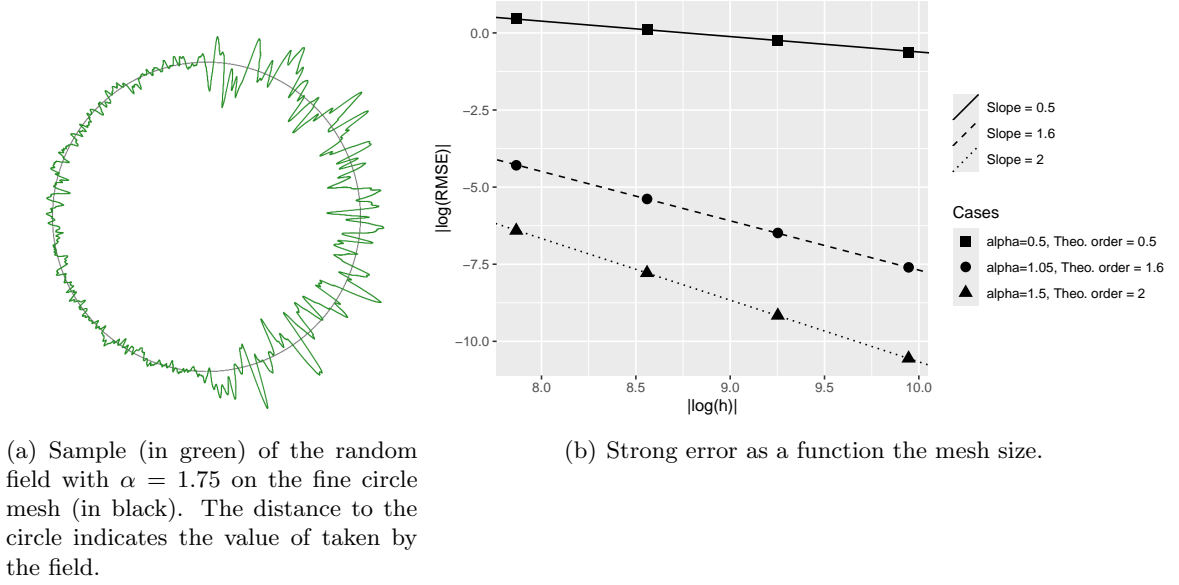 0.0
−2.5
−5.0
−7.5
−10.0
|log(RMSE)|
8.0 8.5 9.0 9.5 10.0
|log(h)|
Slope = 0.5
Slope = 1.6
Slope = 2
Cases
alpha=0.5, Theo. order = 0.5
alpha=1.05, Theo. order = 1.6
alpha=1.5, Theo. order = 2
(a) Sample (in green) of the random
field with α = 1.75 on the fine circle
mesh (in black). The distance to the
circle indicates the value of taken by
the field.
(b) Strong error as a function the mesh size.